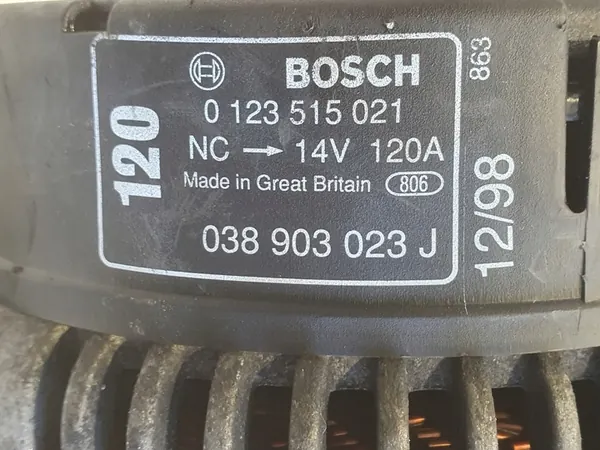 BOSCH
0 123 515 021
NC → 14V 120A
Made in Great Britain 806
038 903 023 J
120
863
12/98